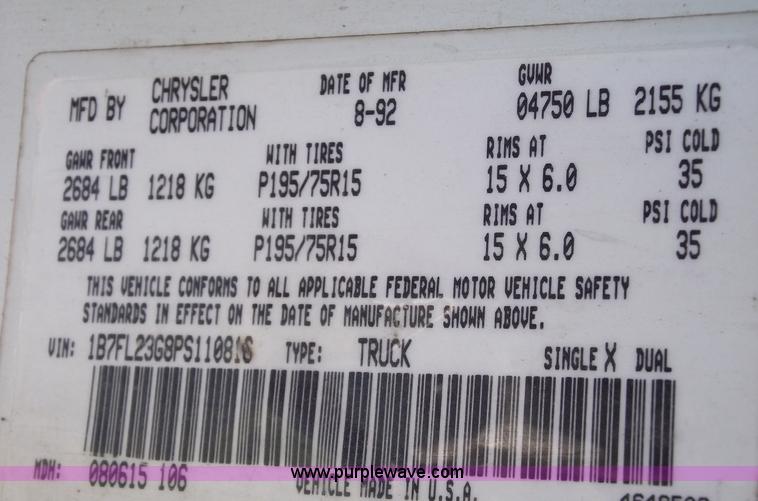 MFD BY CHRYSLER CORPORATION DATE OF MFR 8-92 GVWR 04750 LB 2155 KG
GAWR FRONT WITH TIRES RIMS AT PSI COLD
2684 LB 1218 KG P195/75R15 15 X 6.0 35
GAWR REAR WITH TIRES RIMS AT PSI COLD
2684 LB 1218 KG P195/75R15 15 X 6.0 35
THIS VEHICLE CONFORMS TO ALL APPLICABLE FEDERAL MOTOR VEHICLE SAFETY
STANDARDS IN EFFECT ON THE DATE OF MANUFACTURE SHOWN ABOVE.
VIN: 1B7FL23G8PS110816 TYPE: TRUCK SINGLE X DUAL
MDH: 080615 106 VEHICLE MADE IN U.S.A.
www.purplewave.com